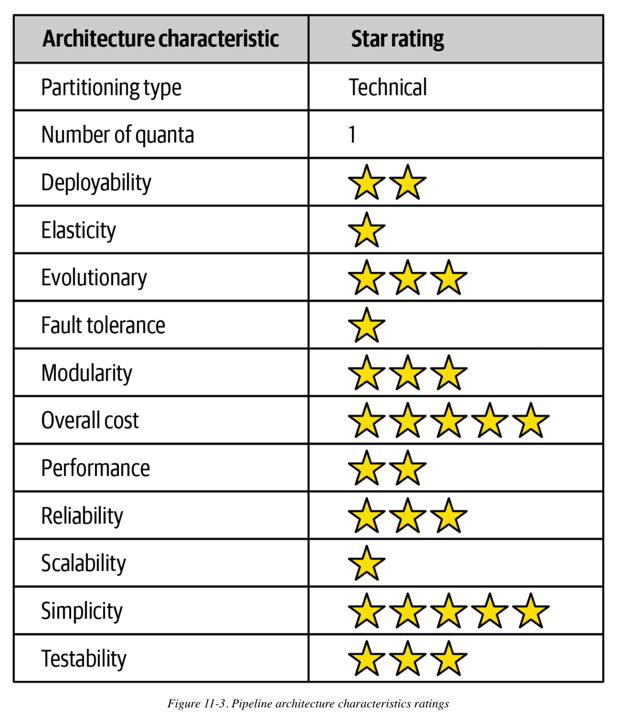 Architecture characteristic Star rating
Partitioning type Technical
Number of quanta 1
Deployability
Elasticity
Evolutionary
Fault tolerance
Modularity
Overall cost
Performance
Reliability
Scalability
Simplicity
Testability
Figure 11-3. Pipeline architecture characteristics ratings